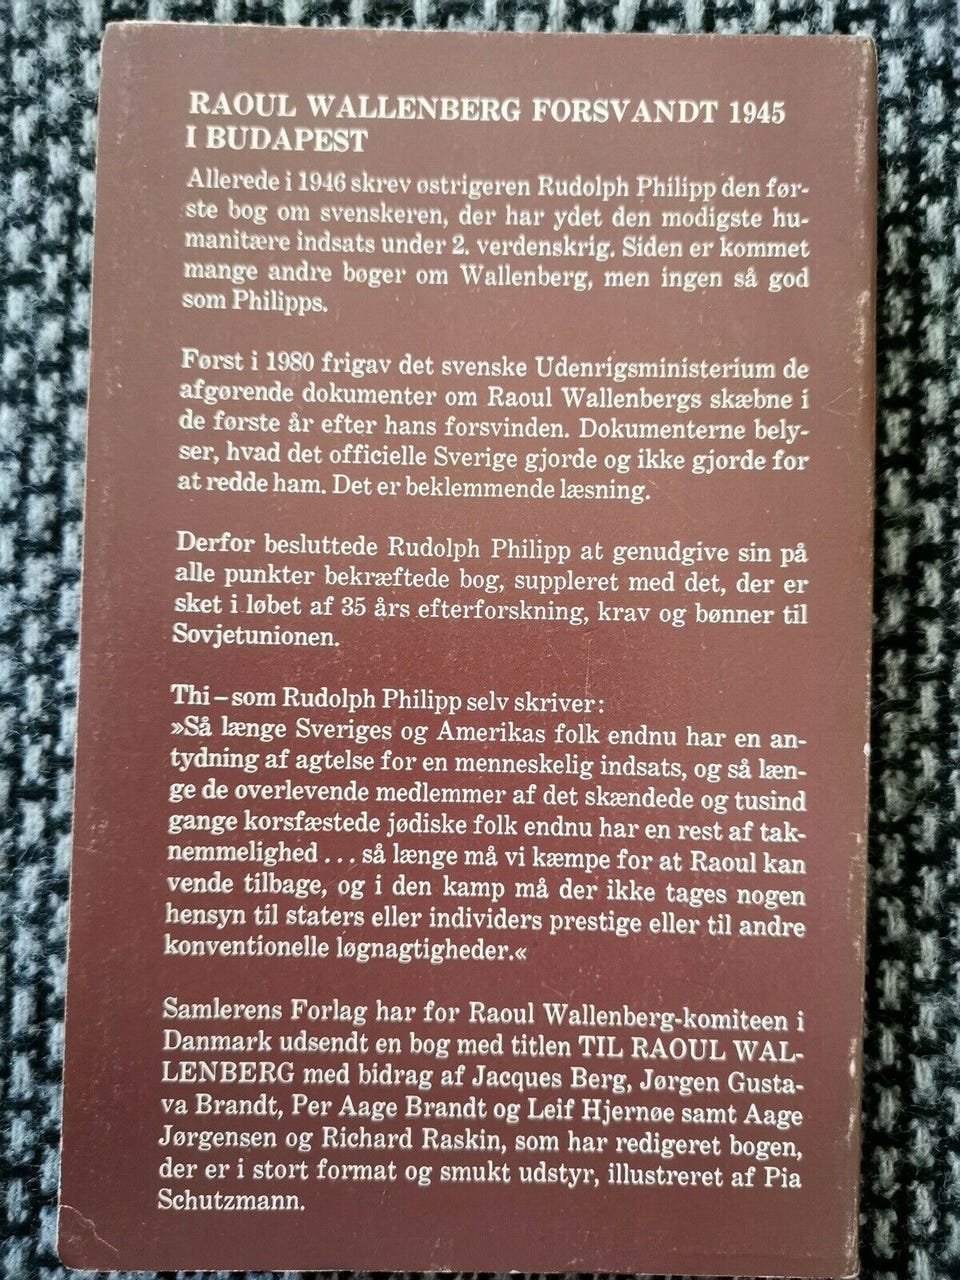 RAOUL WALLENBERG FORSVANDT 1945
I BUDAPEST
Allerede i 1946 skrev østrigeren Rudolph Philipp den før-
ste bog om svenskeren, der har ydet den modigste hu-
manitære indsats under 2. verdenskrig. Siden er kommet
mange andre bøger om Wallenberg, men ingen så god
som Philipps.
Først i 1980 frigav det svenske Udenrigsministerium de
afgørende dokumenter om Raoul Wallenbergs skæbne i
de første år efter hans forsvinden. Dokumenterne bely-
ser, hvad det officielle Sverige gjorde og ikke gjorde for
at redde ham. Det er beklemmende læsning.
Derfor besluttede Rudolph Philipp at genudgive sin på
alle punkter bekræftede bog, suppleret med det, der er
sket i løbet af 35 års efterforskning, krav og bønner til
Sovjetunionen.
Thi – som Rudolph Philipp selv skriver:
»Så længe Sveriges og Amerikas folk endnu har en an-
tydning af agtelse for en menneskelig indsats, og så læn-
ge de overlevende medlemmer af det skændede og tusind
gange korsfæstede jødiske folk endnu har en rest af tak-
nemmelighed ... så længe må vi kæmpe for at Raoul kan
vende tilbage, og i den kamp må der ikke tages nogen
hensyn til staters eller individers prestige eller til andre
konventionelle løgnagtigheder.«
Samlerens Forlag har for Raoul Wallenberg-komiteen i
Danmark udsendt en bog med titlen TIL RAOUL WAL-
LENBERG med bidrag af Jacques Berg, Jørgen Gusta-
va Brandt, Per Aage Brandt og Leif Hjernøe samt Aage
Jørgensen og Richard Raskin, som har redigeret bogen,
der er i stort format og smukt udstyr, illustreret af Pia
Schutzmann.